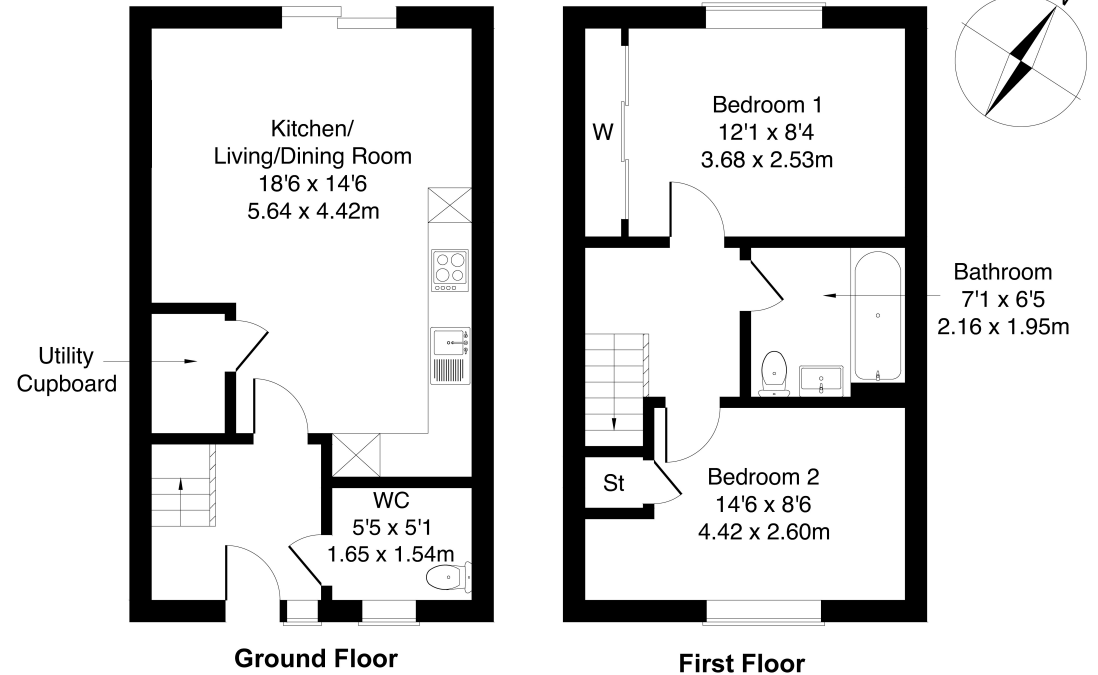 Kitchen/
Living/Dining Room
18'6 x 14'6
5.64 x 4.42m
Utility
Cupboard
WC
5'5 x 5'1
1.65 x 1.54m
Ground Floor
W
Bedroom 1
12'1 x 8'4
3.68 x 2.53m
Bathroom
7'1 x 6'5
2.16 x 1.95m
St
Bedroom 2
14'6 x 8'6
4.42 x 2.60m
First Floor